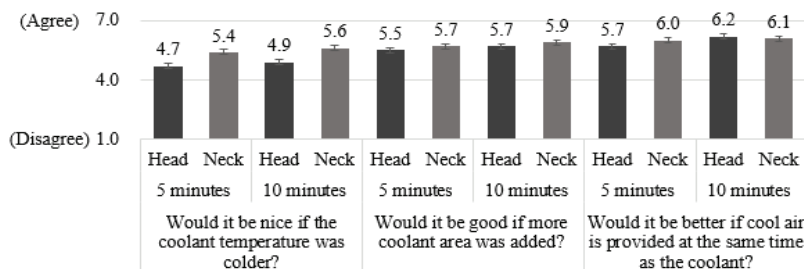 (Agree) 7.0
4.0
(Disagree) 1.0
4.7 5.4 4.9 5.6 5.5 5.7 5.7 5.9 5.7 6.0 6.2 6.1
Head Neck Head Neck Head Neck Head Neck Head Neck Head Neck
5 minutes 10 minutes 5 minutes 10 minutes 5 minutes 10 minutes
Would it be nice if the
coolant temperature was
colder?
Would it be good if more
coolant area was added?
Would it be better if cool air
is provided at the same time
as the coolant?